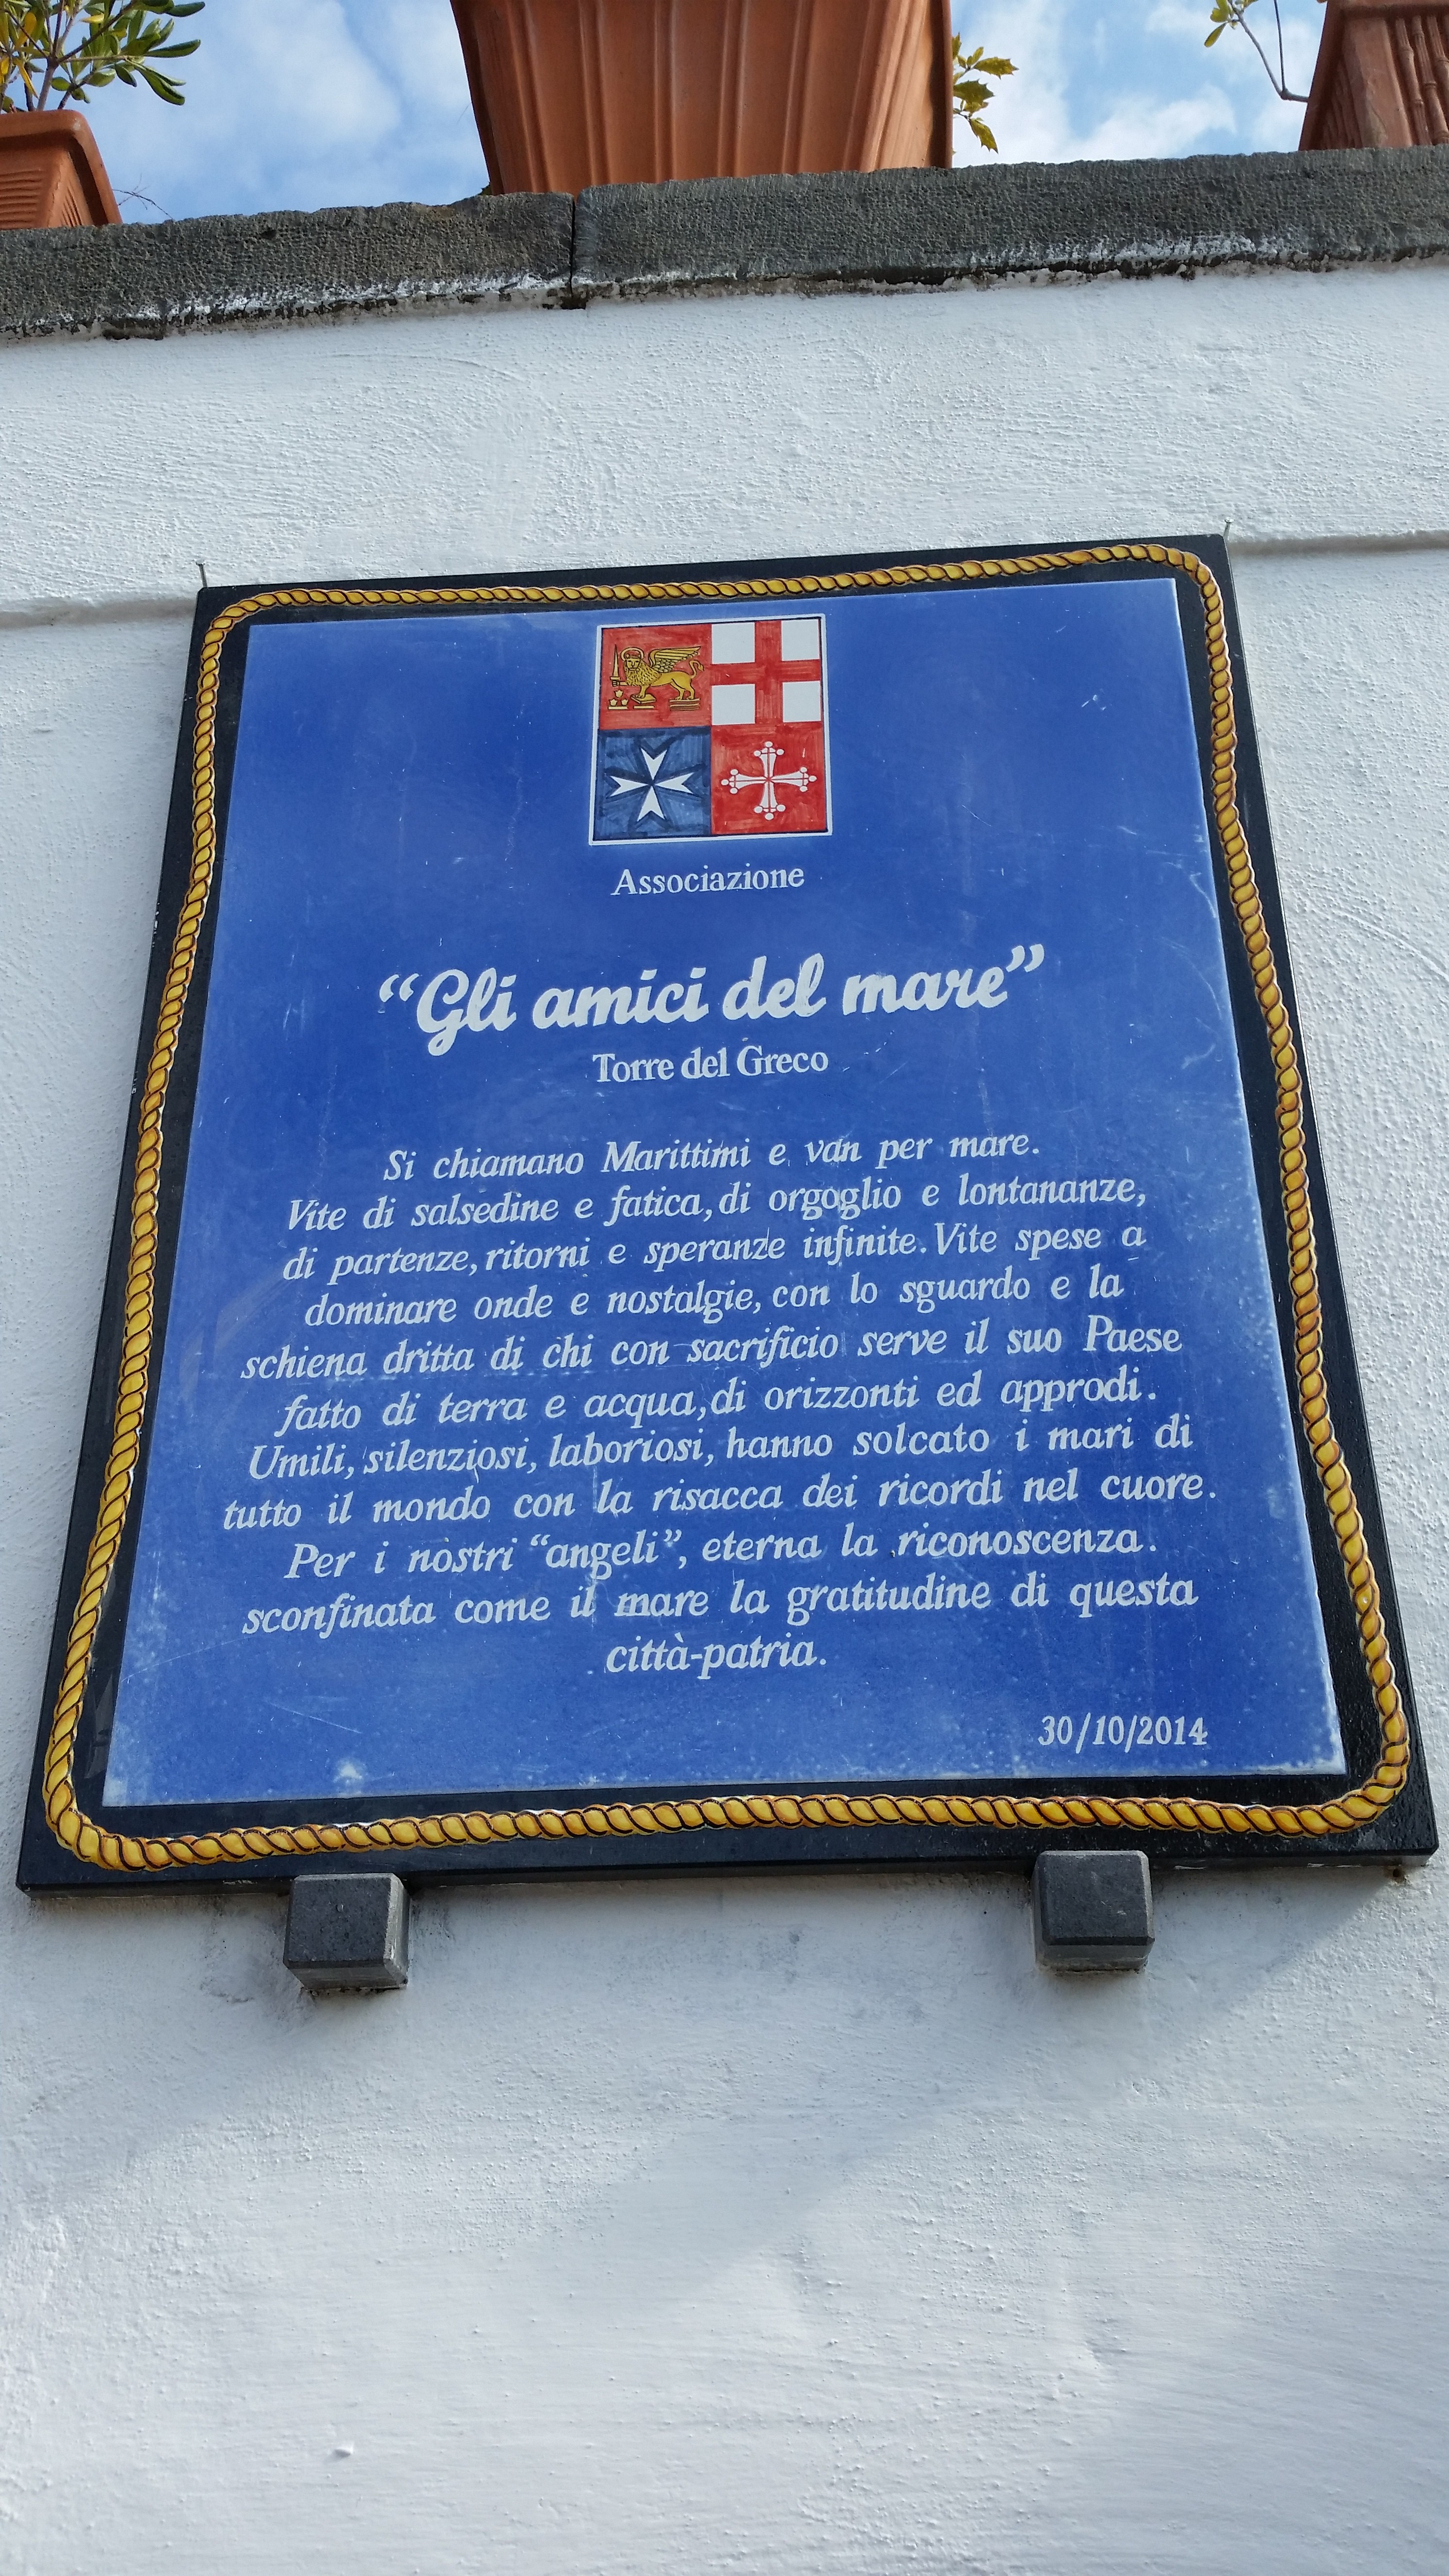 Associazione
“Gli amici del mare”
Torre del Greco
Si chiamano Marittimi e van per mare.
Vite di salsedine e fatica, di orgoglio e lontananze,
di partenze, ritorni e speranze infinite. Vite spese a
dominare onde e nostalgie, con lo sguardo e la
schiena dritta di chi con sacrificio serve il suo Paese
fatto di terra e acqua, di orizzonti ed approdi.
Umili, silenziosi, laboriosi, hanno solcato i mari di
tutto il mondo con la risacca dei ricordi nel cuore.
Per i nostri “angeli”, eterna la riconoscenza.
sconfinata come il mare la gratitudine di questa
città-patria.
30/10/2014